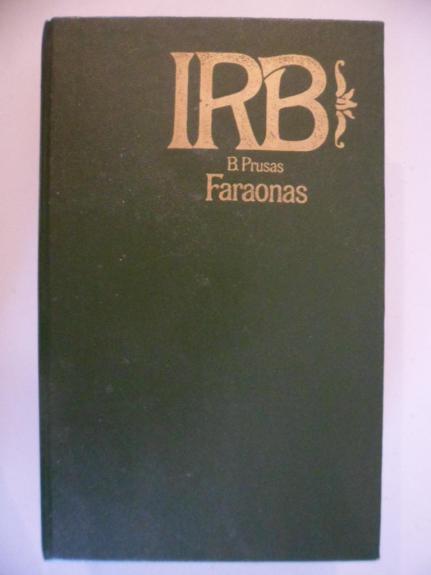 IRB
B. Prusas
Faraonas